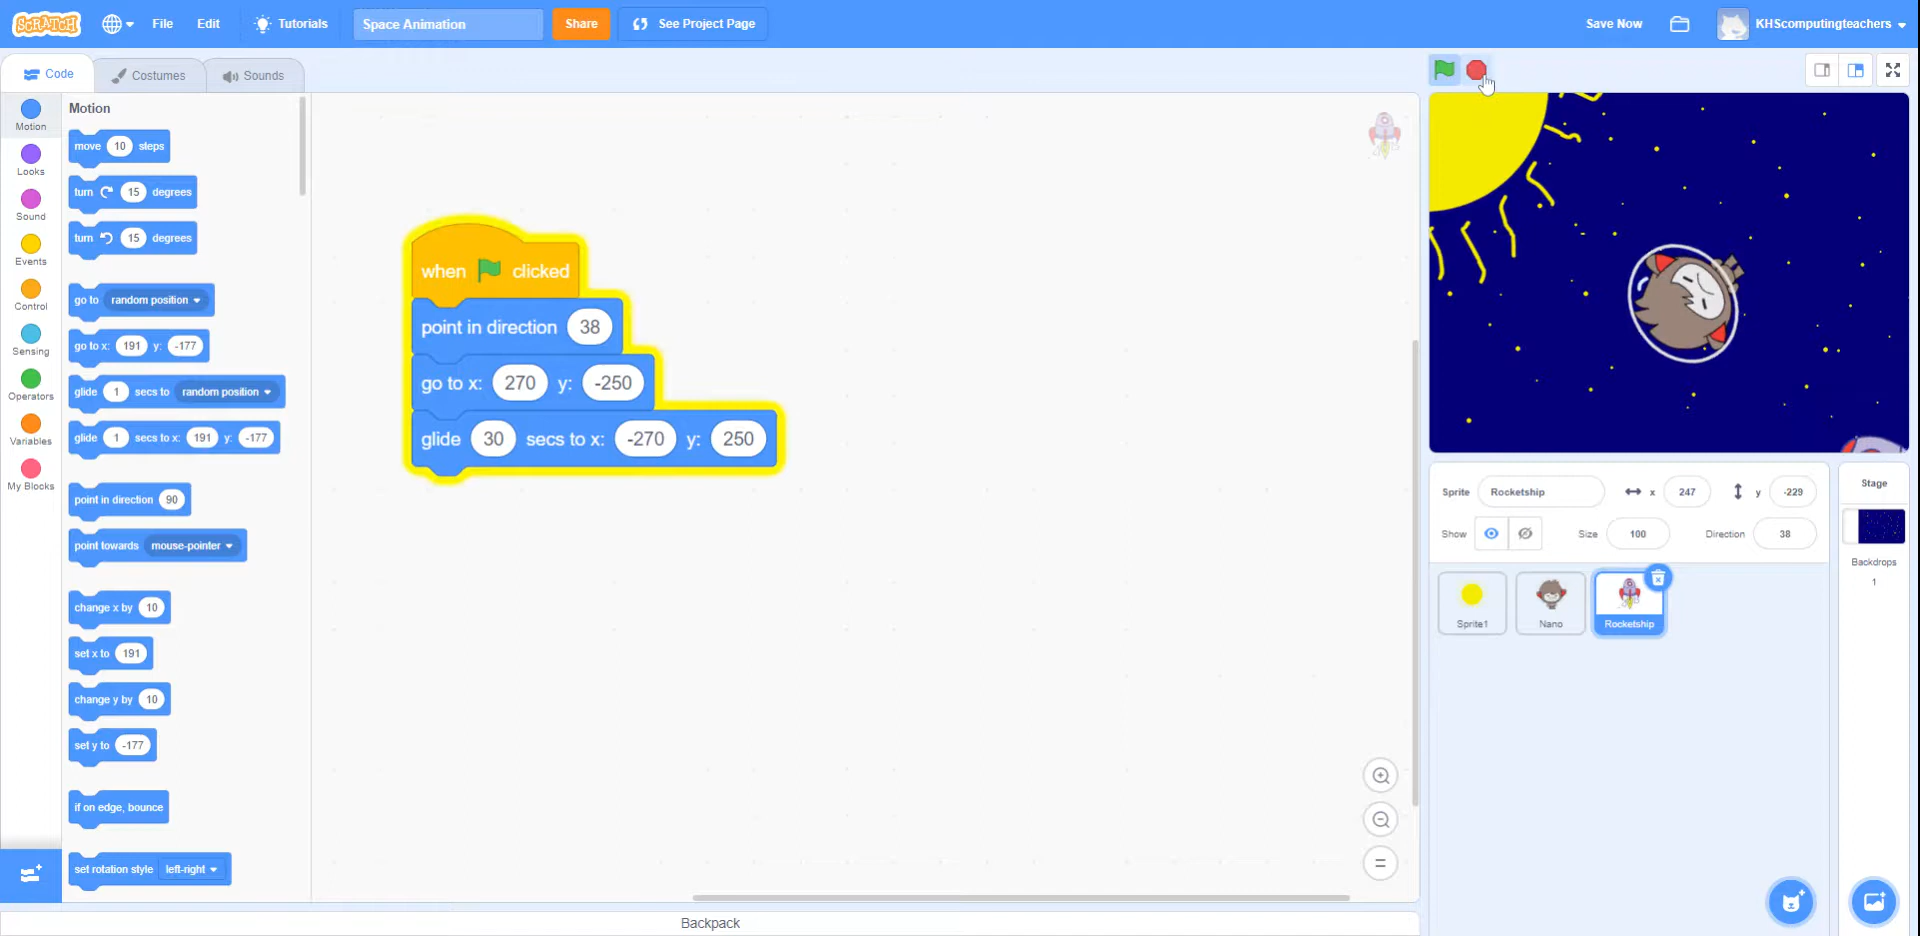 SCRATCH
File
Edit
Tutorials
Space Animation
Share
See Project Page
Save Now
KHScomputingteachers
Code
Costumes
Sounds
Motion
Looks
Sound
Events
Control
Sensing
Operators
Variables
My Blocks
Motion
move 10 steps
turn 15 degrees
turn 15 degrees
go to random position
go to x: 191 y: -177
glide 1 secs to random position
glide 1 secs to x: 191 y: -177
point in direction 90
point towards mouse-pointer
change x by 10
set x to 191
change y by 10
set y to -177
if on edge, bounce
set rotation style left-right
when clicked
point in direction 38
go to x: 270 y: -250
glide 30 secs to x: -270 y: 250
Backpack
Sprite Rocketship x 247 y -229
Show Size 100 Direction 38
Sprite1
Nano
Rocketship
Stage
Backdrops
1